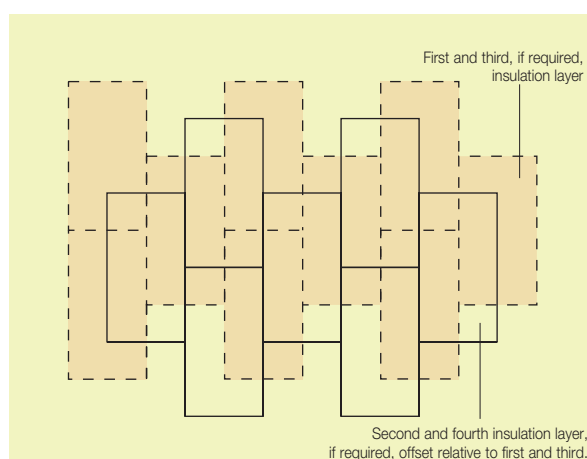 First and third, if required,
insulation layer
Second and fourth insulation layer,
if required, offset relative to first and third.